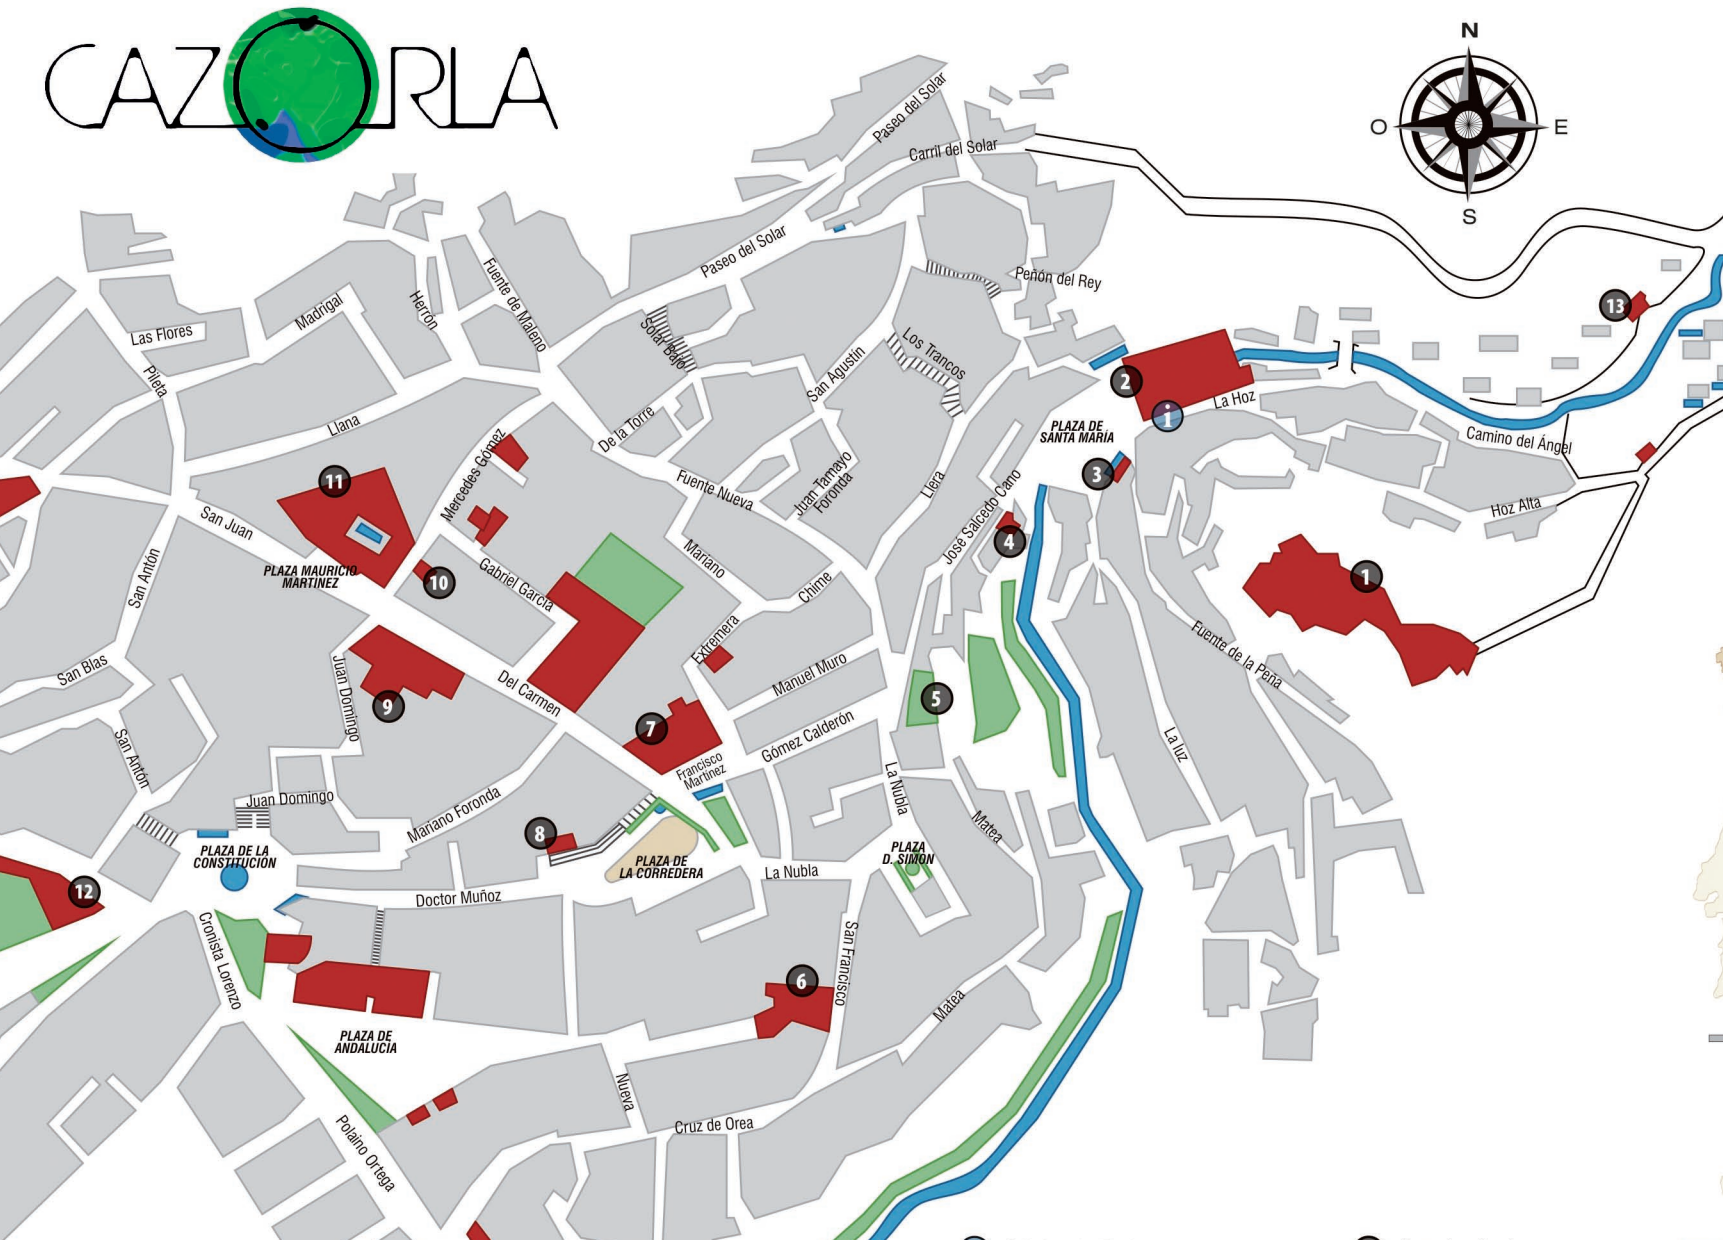 CAZORLA
N
O
E
S
Paseo del Solar
Carril del Solar
Paseo del Solar
Peñón del Rey
Fuente de Maleno
Herrón
Madrigal
Las Flores
Pileta
Solar Bajo
Los Trancos
San Agustín
13
2
i
La Hoz
PLAZA DE
SANTA MARÍA
Camino del Ángel
Llana
De la Torre
Mercedes Gómez
Fuente Nueva
Juan Tamayo
Foronda
Llera
José Salcedo Cano
3
11
Hoz Alta
San Juan
4
PLAZA MAURICIO
MARTINEZ
10
San Antón
Gabriel García
Mariano
Chime
1
Extremera
Fuente de la Peña
San Blas
Juan Domingo
9
Del Carmen
Manuel Muro
5
7
Gómez Calderón
San Antón
Francisco
Martínez
La luz
La Nubla
Juan Domingo
Mariano Foronda
8
Matea
PLAZA DE LA
CONSTITUCIÓN
PLAZA DE
LA CORREDERA
PLAZA
D. SIMÓN
12
La Nubla
Doctor Muñoz
Cronista Lorenzo
San Francisco
6
Matea
PLAZA DE
ANDALUCIA
Nueva
Cruz de Orea
Polaino Ortega